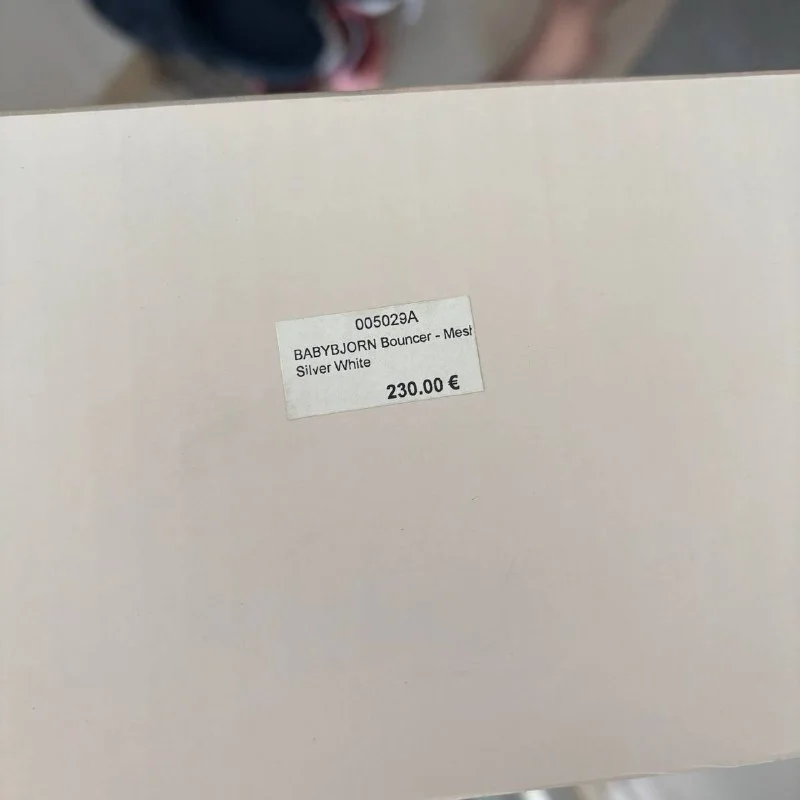 005029A
BABYBJORN Bouncer - Mesh
Silver White
230.00 €